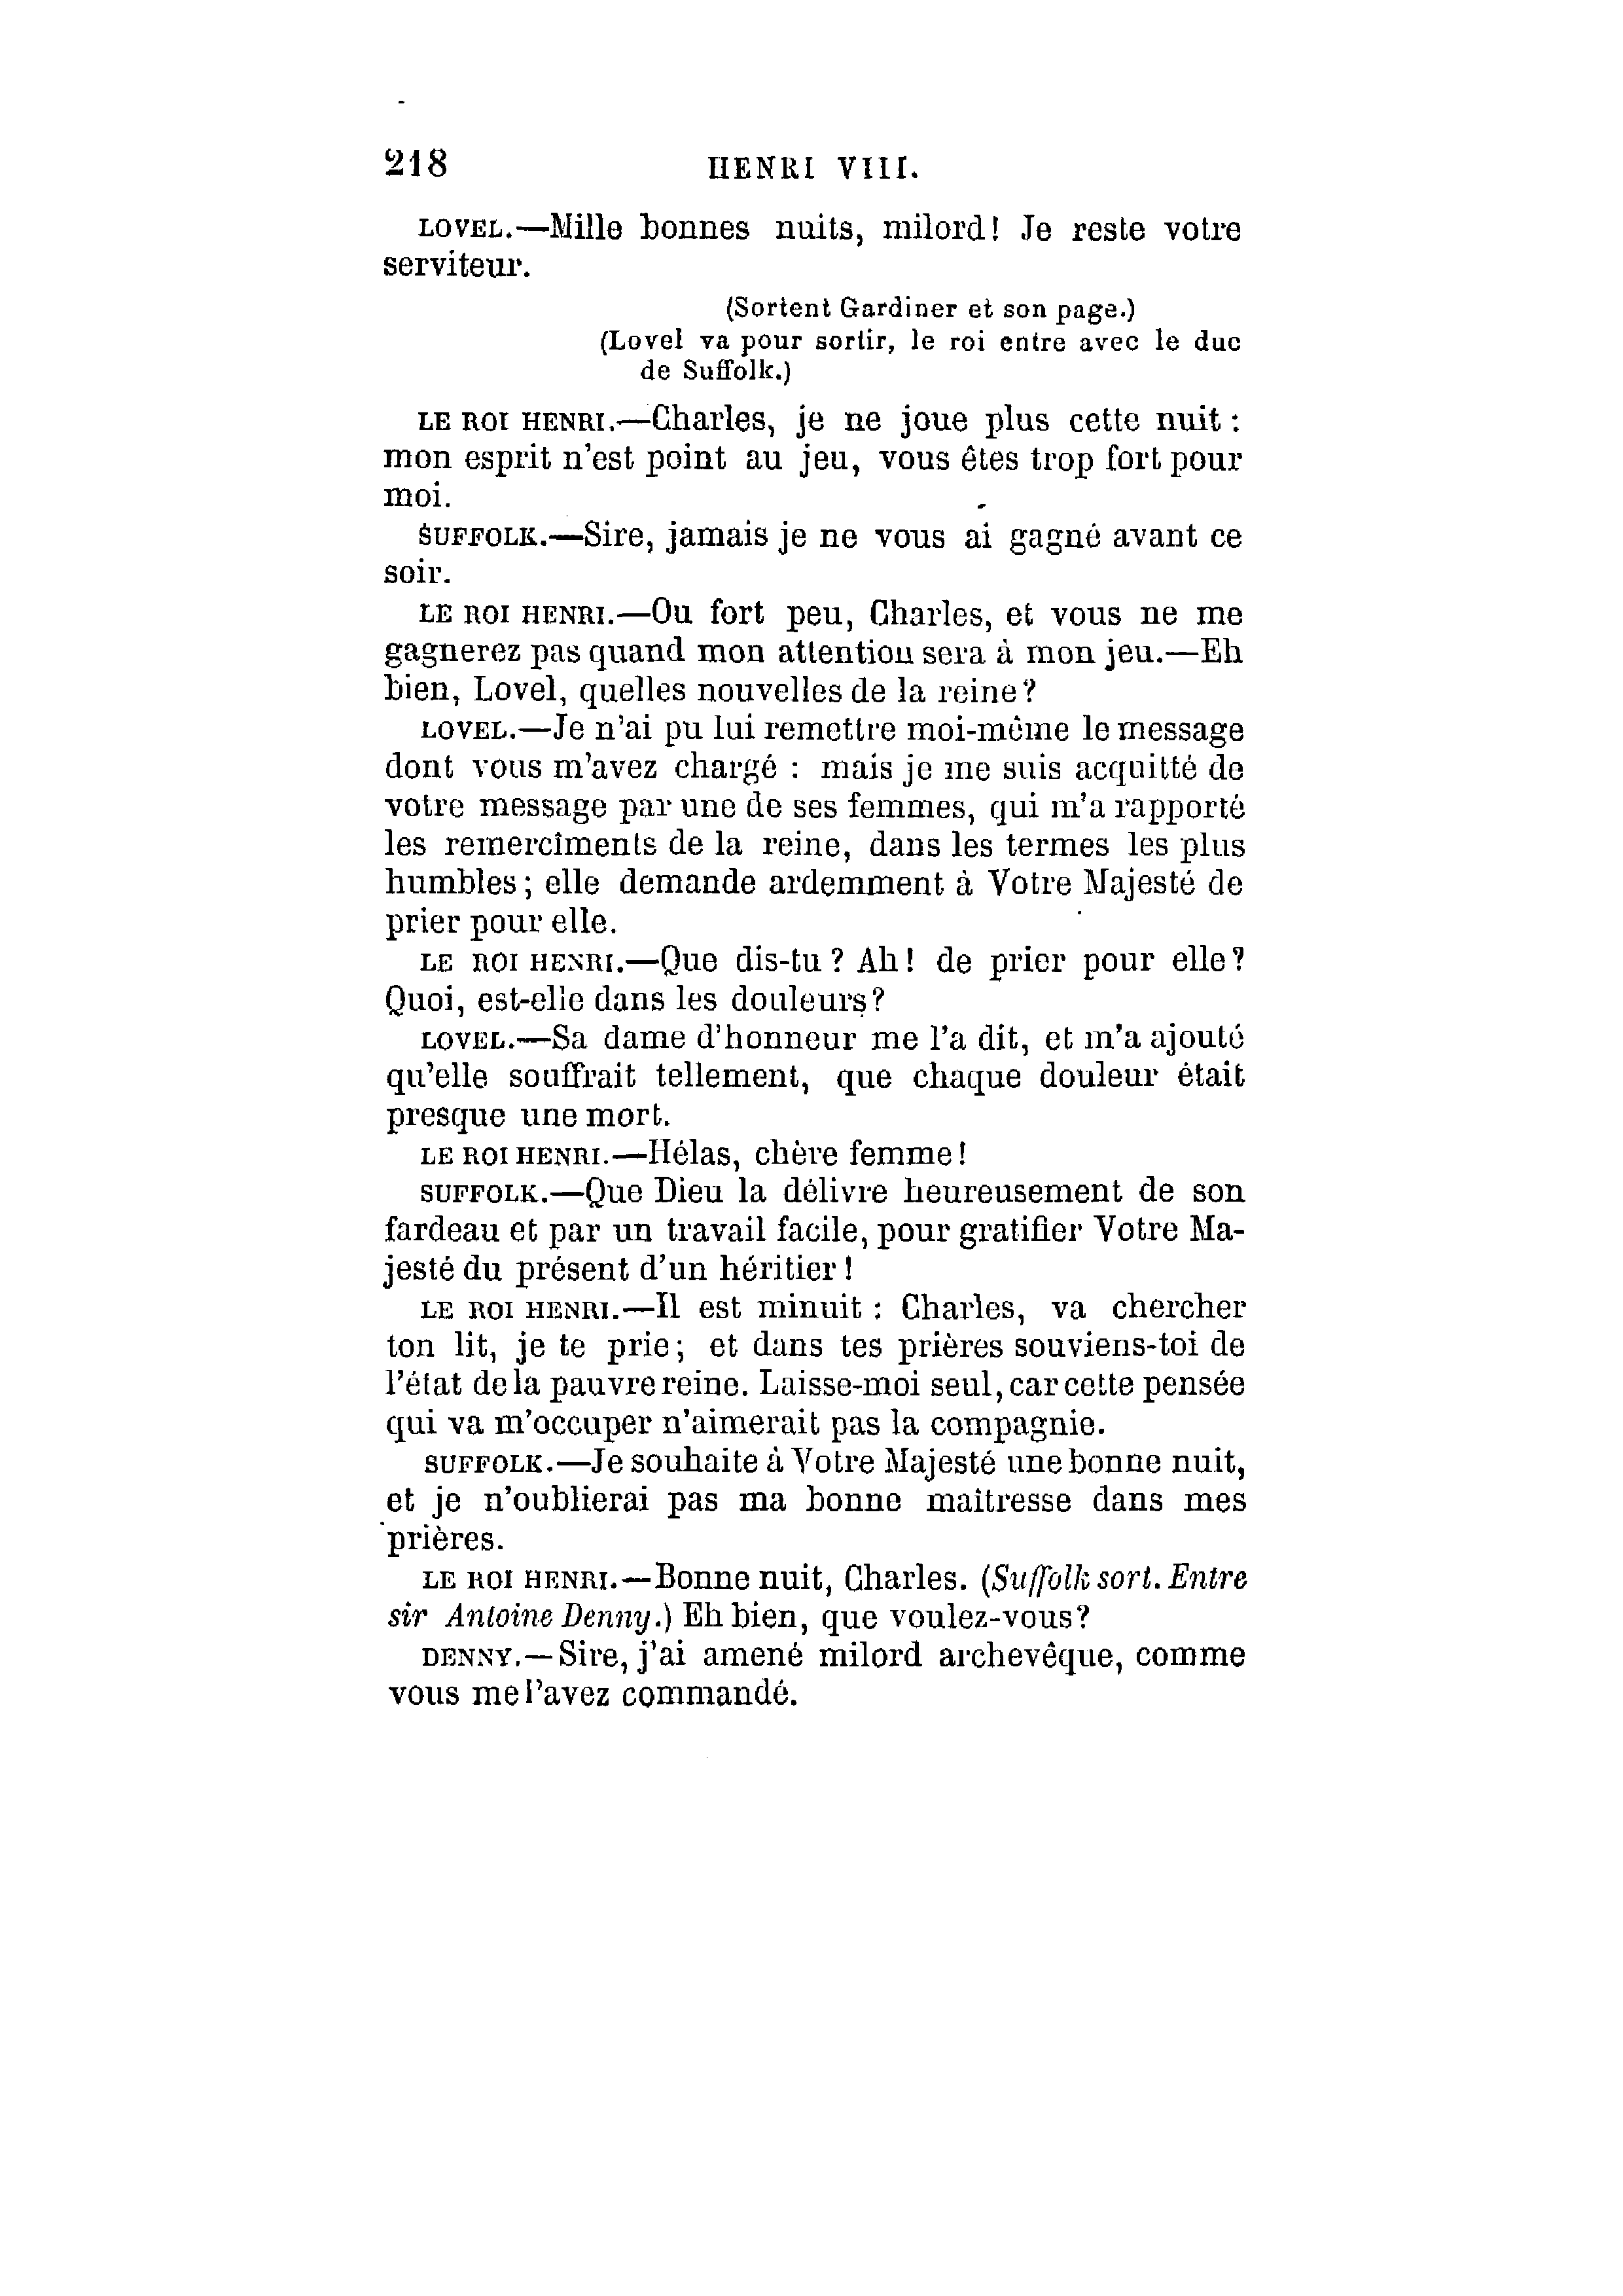 218 HENRI VIII.
LOVEL.—Mille bonnes nuits, milord! Je reste votre
serviteur.
(Sortent Gardiner et son page.)
(Lovel va pour sortir, le roi entre avec le duc
de Suffolk.)
LE ROI HENRI.—Charles, je ne joue plus cette nuit :
mon esprit n'est point au jeu, vous êtes trop fort pour
moi.
SUFFOLK.—Sire, jamais je ne vous ai gagné avant ce
soir.
LE ROI HENRI.—Ou fort peu, Charles, et vous ne me
gagnerez pas quand mon attention sera à mon jeu.—Eh
bien, Lovel, quelles nouvelles de la reine?
LOVEL.—Je n'ai pu lui remettre moi-même le message
dont vous m'avez chargé : mais je me suis acquitté de
votre message par une de ses femmes, qui m'a rapporté
les remercîments de la reine, dans les termes les plus
humbles; elle demande ardemment à Votre Majesté de
prier pour elle.
LE ROI HENRI.—Que dis-tu? Ah! de prier pour elle?
Quoi, est-elle dans les douleurs?
LOVEL.—Sa dame d'honneur me l'a dit, et m'a ajouté
qu'elle souffrait tellement, que chaque douleur était
presque une mort.
LE ROI HENRI.—Hélas, chère femme!
SUFFOLK.—Que Dieu la délivre heureusement de son
fardeau et par un travail facile, pour gratifier Votre Ma-
jesté du présent d'un héritier!
LE ROI HENRI.—Il est minuit : Charles, va chercher
ton lit, je te prie; et dans tes prières souviens-toi de
l'état de la pauvre reine. Laisse-moi seul, car cette pensée
qui va m'occuper n'aimerait pas la compagnie.
SUFFOLK.—Je souhaite à Votre Majesté une bonne nuit,
et je n'oublierai pas ma bonne maîtresse dans mes
prières.
LE ROI HENRI.—Bonne nuit, Charles. (Suffolk sort. Entre
sir Antoine Denny.) Eh bien, que voulez-vous?
DENNY.—Sire, j'ai amené milord archevêque, comme
vous me l'avez commandé.